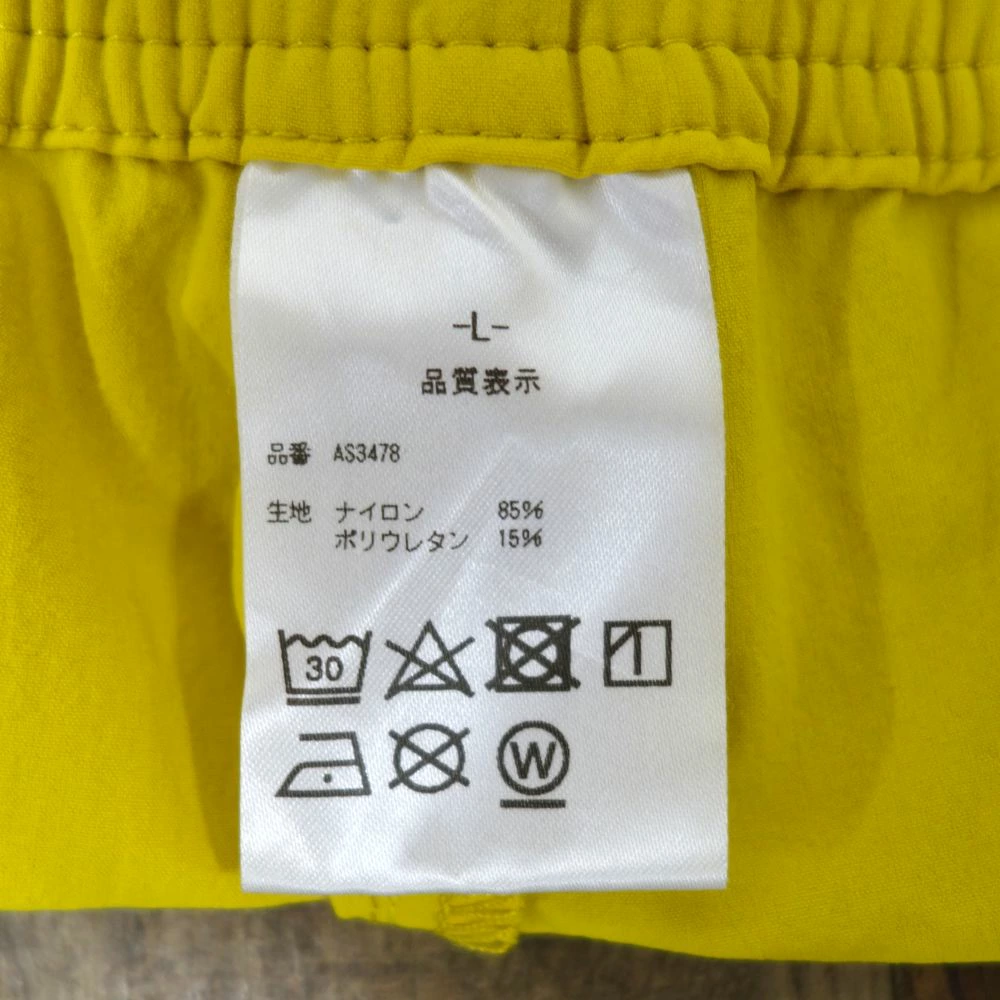 -L-
品質表示
品番 AS3478
生地 ナイロン 85%
ポリウレタン 15%
30
W